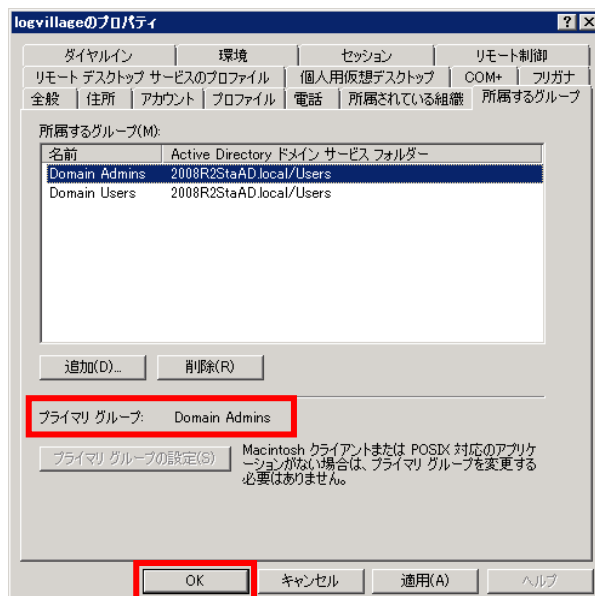 logvillageのプロパティ
ダイヤルイン 環境 セッション リモート制御
リモート デスクトップ サービスのプロファイル 個人用仮想デスクトップ COM+ フリガナ
全般 住所 アカウント プロファイル 電話 所属されている組織 所属するグループ
所属するグループ(M):
名前 Active Directory ドメイン サービス フォルダー
Domain Admins 2008R2StaAD.local/Users
Domain Users 2008R2StaAD.local/Users
追加(D)... 削除(R)
プライマリ グループ: Domain Admins
プライマリ グループの設定(S) Macintosh クライアントまたは POSIX 対応のアプリケ
ーションがない場合は、プライマリ グループを変更する
必要はありません。
OK キャンセル 適用(A) ヘルプ